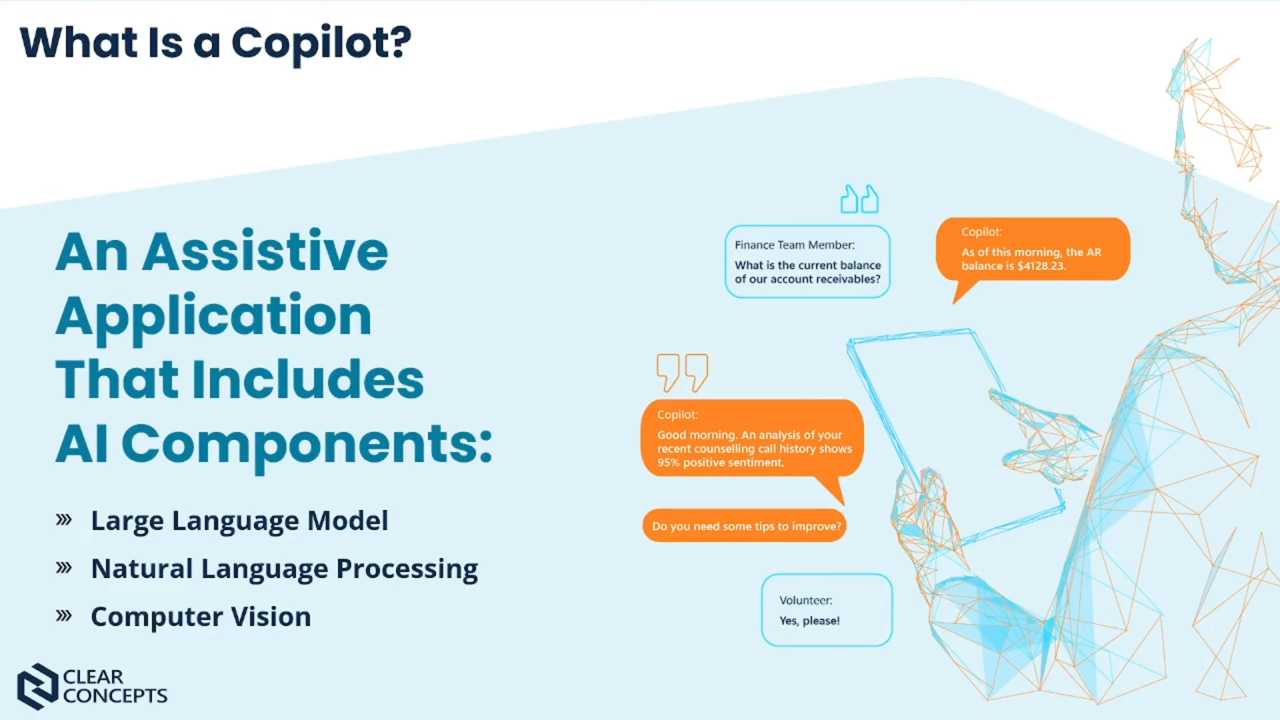 What Is a Copilot?
An Assistive
Application
That Includes
AI Components:
Large Language Model
Natural Language Processing
Computer Vision
Finance Team Member:
What is the current balance
of our account receivables?
Copilot:
As of this morning, the AR
balance is $4128.23.
Copilot:
Good morning. An analysis of your
recent counselling call history shows
95% positive sentiment.
Do you need some tips to improve?
Volunteer:
Yes, please!
CLEAR
CONCEPTS